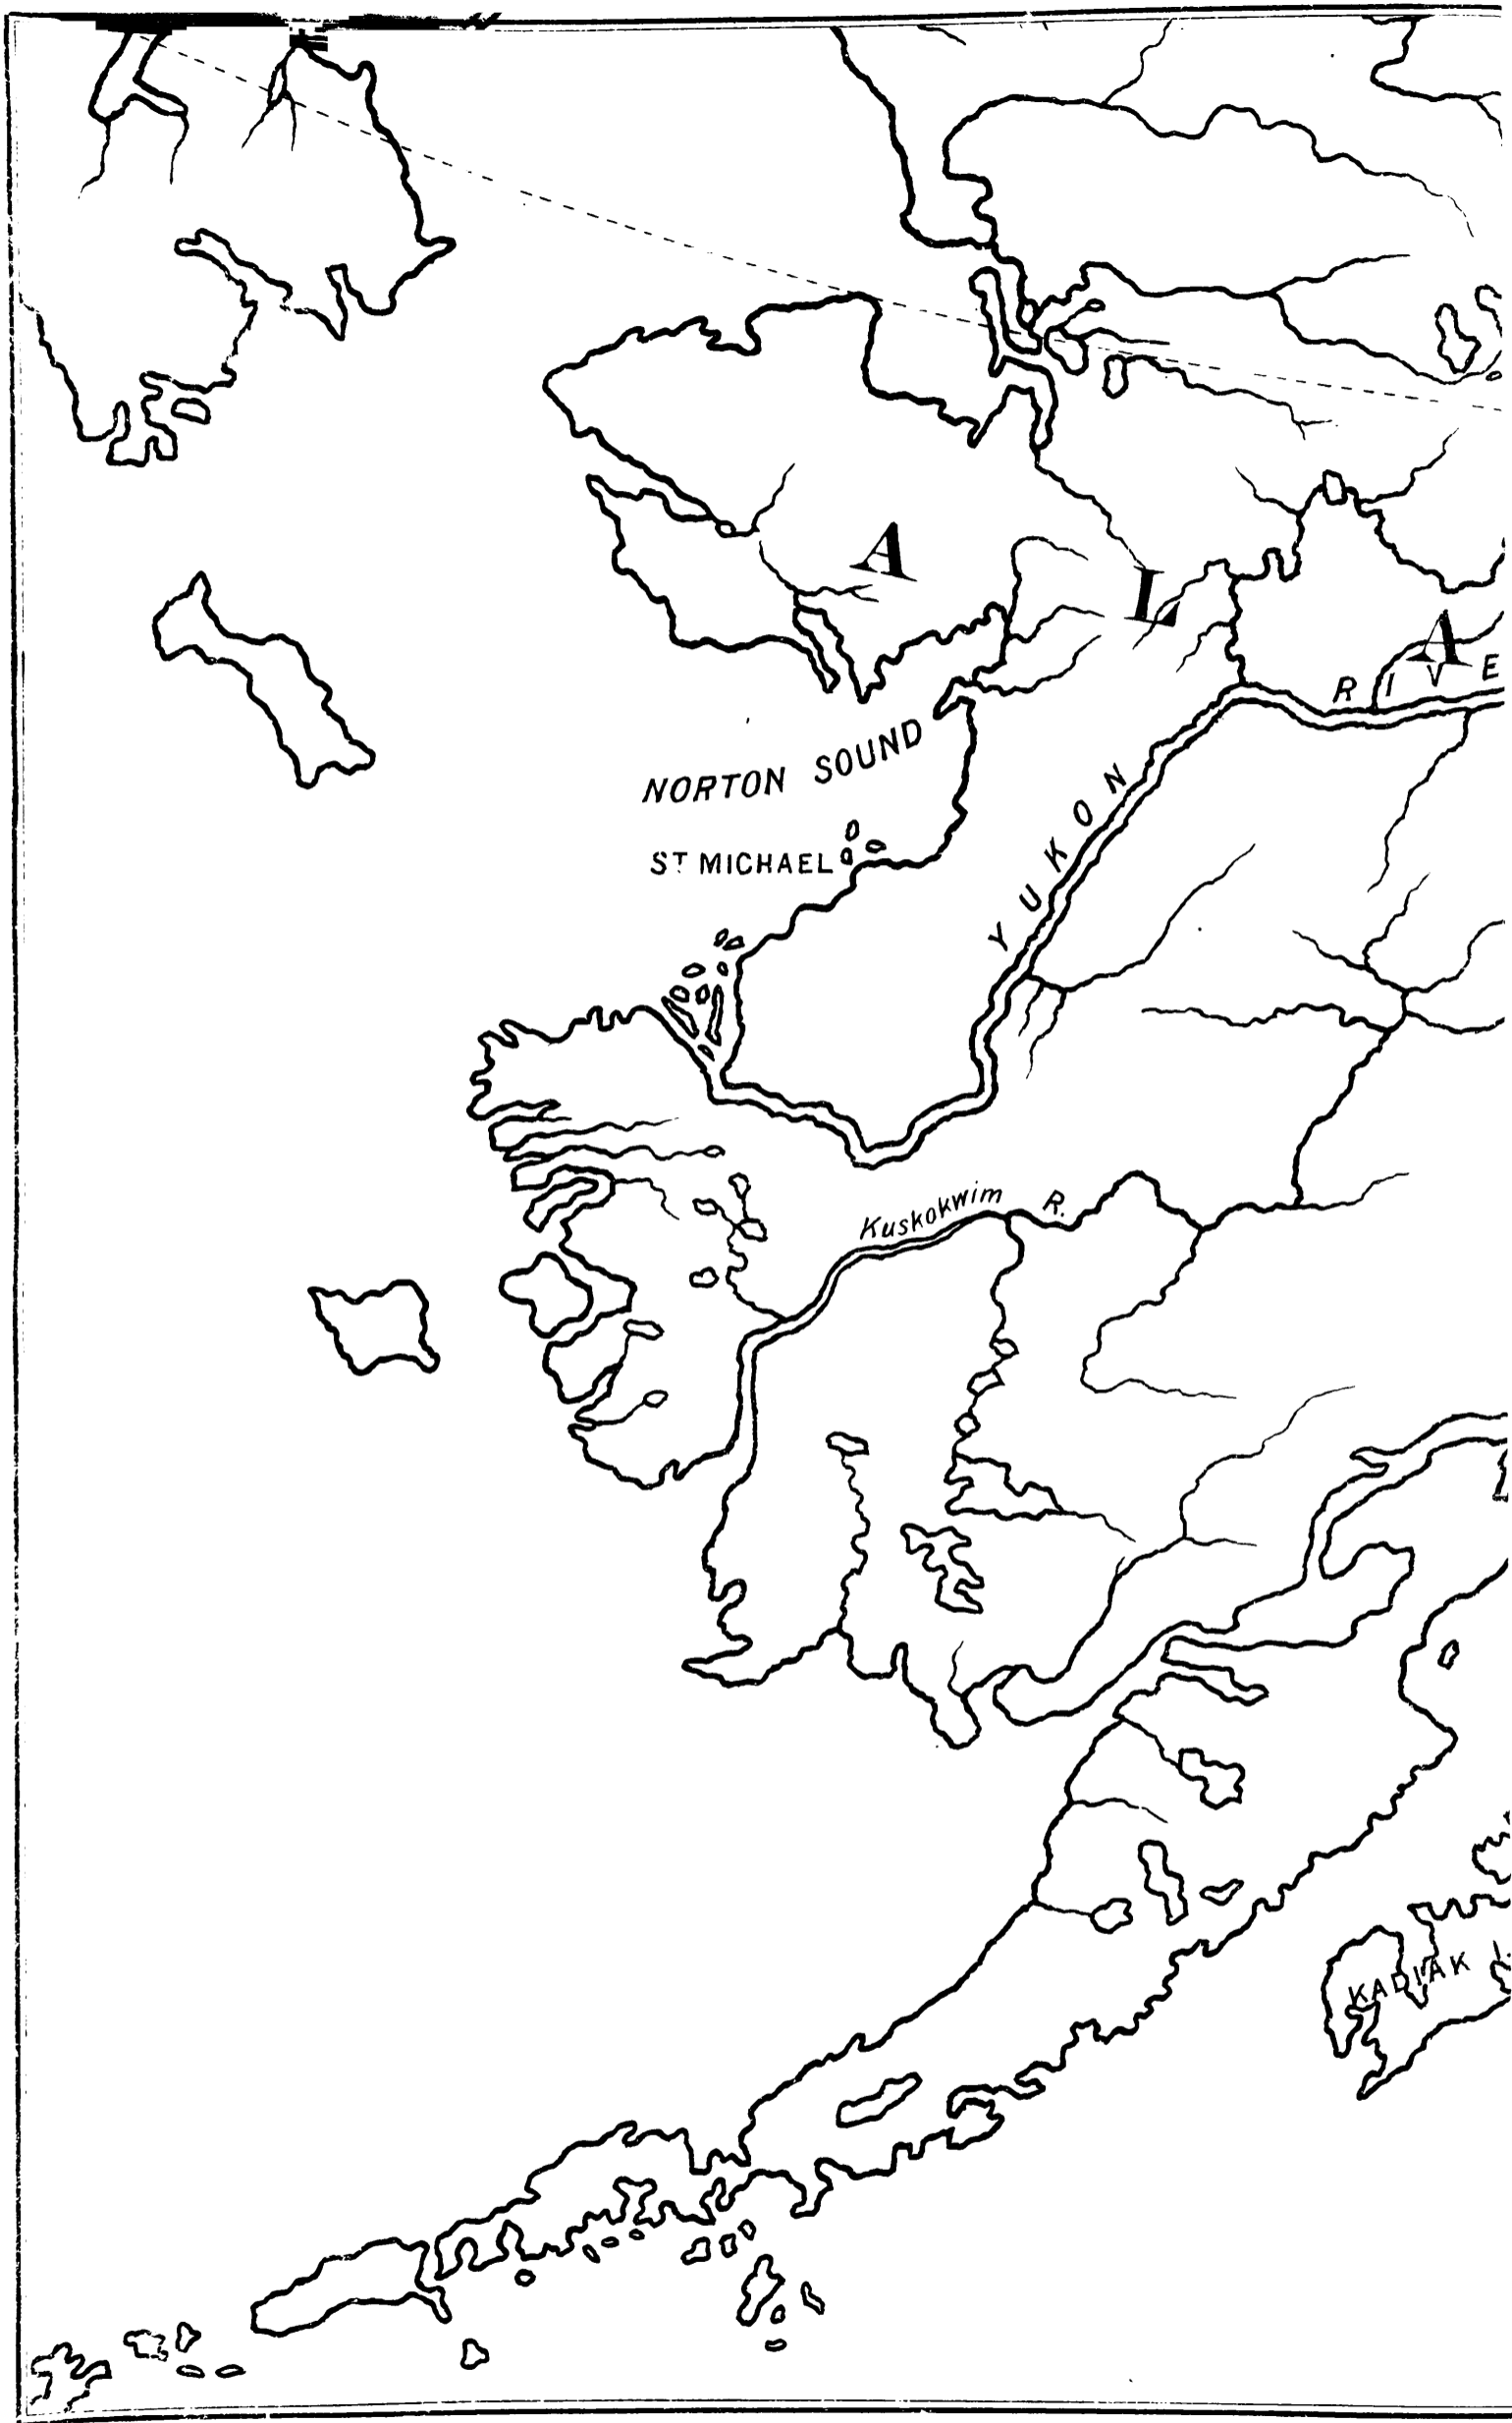 A L A
YUKON RIVE
NORTON SOUND
ST MICHAEL
Kuskokwim R.
KADIAK I.